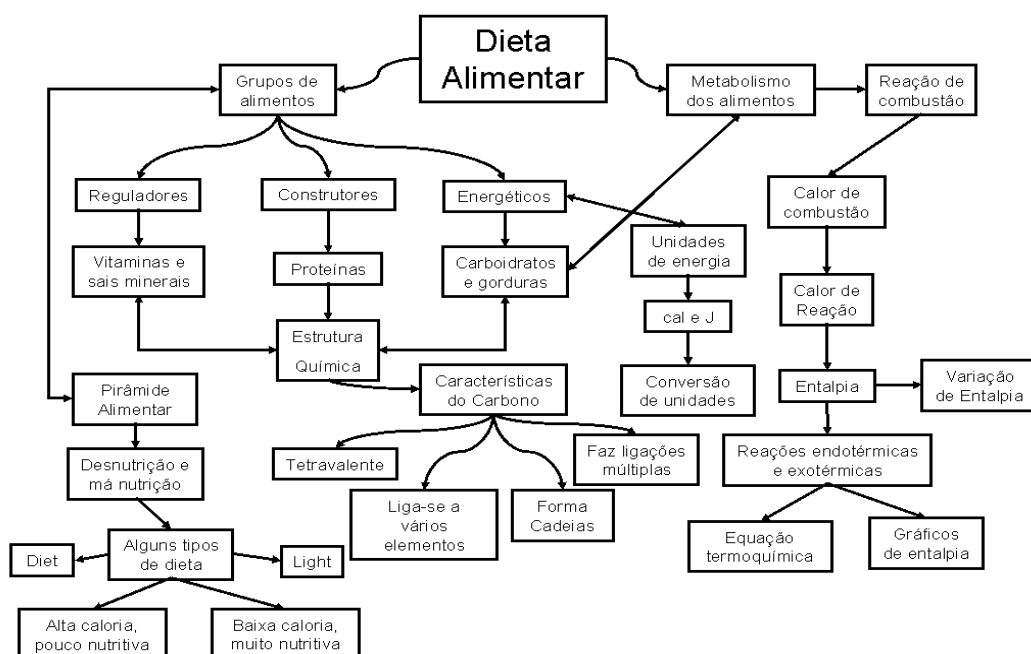 Dieta
Alimentar
Grupos de
alimentos
Metabolismo
dos alimentos
Reação de
combustão
Reguladores
Construtores
Energéticos
Calor de
combustão
Vitaminas e
sais minerais
Proteínas
Carboidratos
e gorduras
Unidades
de energia
Calor de
Reação
cal e J
Estrutura
Química
Características
do Carbono
Conversão
de unidades
Entalpia
Variação
de Entalpia
Pirâmide
Alimentar
Tetravalente
Faz ligações
múltiplas
Reações endotérmicas
e exotérmicas
Desnutrição e
má nutrição
Liga-se a
vários
elementos
Forma
Cadeias
Equação
termoquímica
Gráficos
de entalpia
Diet
Alguns tipos
de dieta
Light
Alta caloria,
pouco nutritiva
Baixa caloria,
muito nutritiva